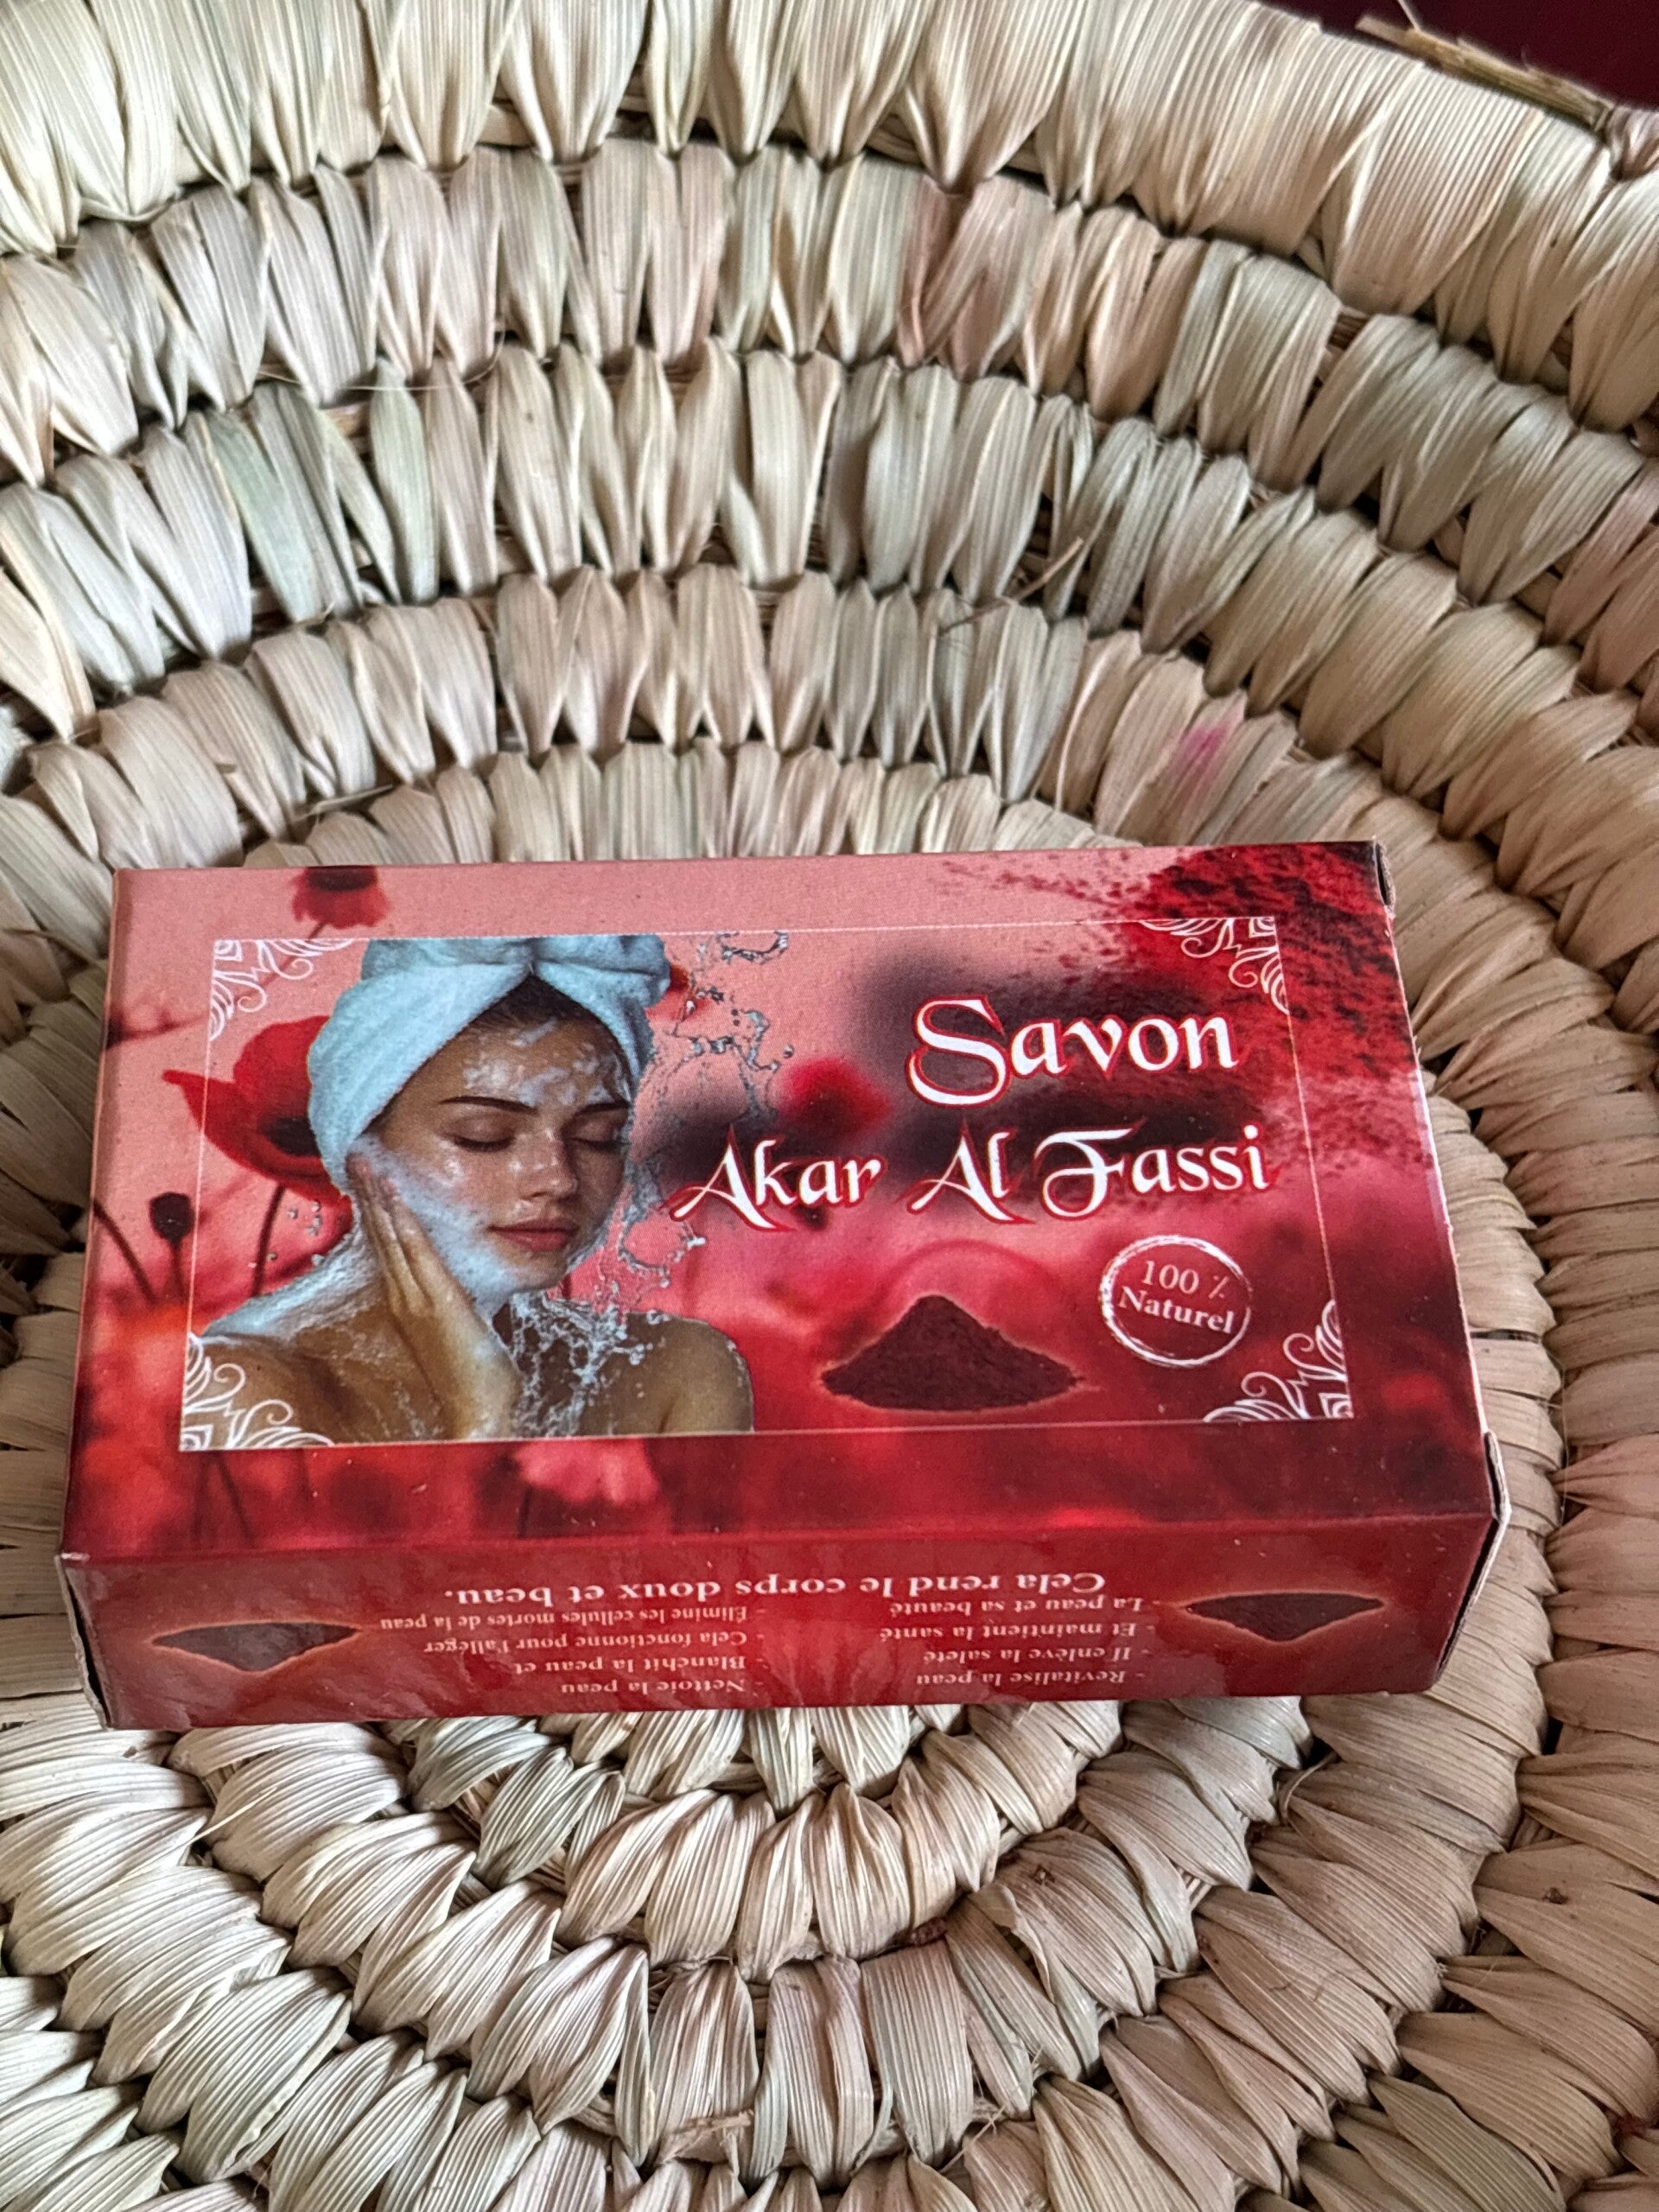 Savon
Akar Al Fassi
100 %
Naturel
- Revitalise la peau
- Il enlève la saleté
- Et maintient la santé
- La peau et sa beauté
- Nettoie la peau
- Blanchit la peau et
- Cela fonctionne pour l'alléger
- Elimine les cellules mortes de la peau
Cela rend le corps doux et beau.